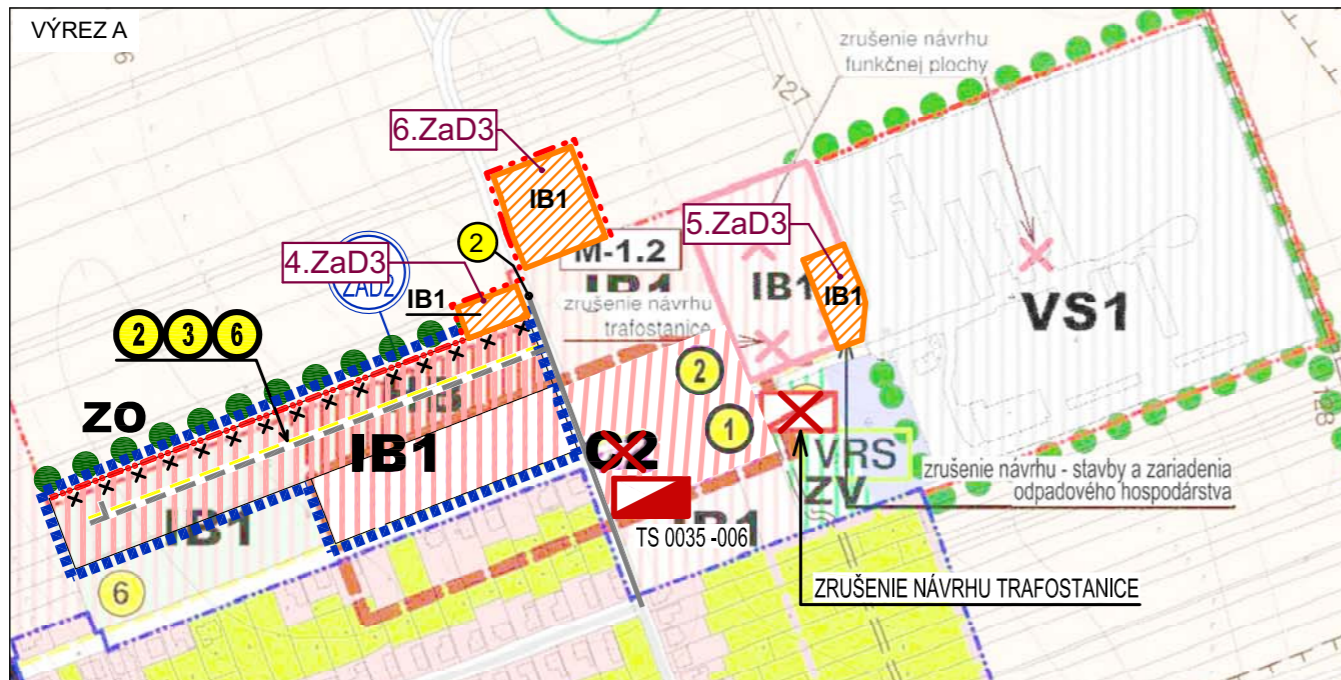 VÝREZ A
zrušenie návrhu
funkčnej plochy
127
6.ZaD3
IB1
5.ZaD3
2
M-1.2
4.ZaD3
ZAD2
IB1
IB1
IB1
IB1
zrušenie návrhu
trafostanice
VS1
2 3 6
2
ZO
IB1
1
C2
VRS
zrušenie návrhu - stavby a zariadenia
odpadového hospodárstva
ZV
128
IB1
IB1
TS 0035 -006
6
ZRUŠENIE NÁVRHU TRAFOSTANICE